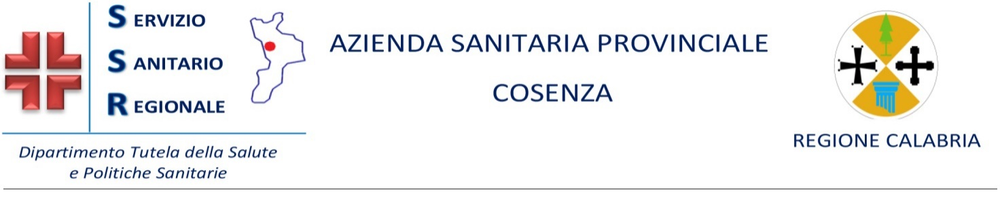 SERVIZIO
SANITARIO
REGIONALE
Dipartimento Tutela della Salute
e Politiche Sanitarie
AZIENDA SANITARIA PROVINCIALE
COSENZA
REGIONE CALABRIA